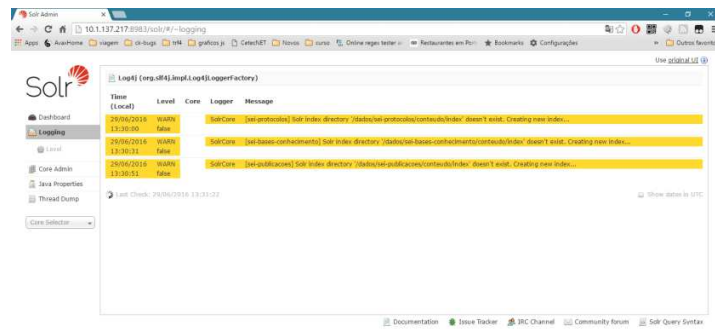 Solr Admin
10.1.137.217:8983/solr/#/~logging
Apps AvaxHome viagem ck-bugs trf4 graficos js CetechET Novos curso Online regex tester Restaurantes em Port Bookmarks Configurações Outros favoritos
Use original UI
Solr
Dashboard
Logging
Level
Core Admin
Java Properties
Thread Dump
Core Selector
Log4j (org.slf4j.impl.Log4jLoggerFactory)
Time (Local) Level Core Logger Message
29/06/2016 13:30:00 WARN false SolrCore [sei-protocolos] Solr index directory '/dados/sei-protocolos/conteudo/index' doesn't exist. Creating new index...
29/06/2016 13:30:31 WARN false SolrCore [sei-bases-conhecimento] Solr index directory '/dados/sei-bases-conhecimento/conteudo/index' doesn't exist. Creating new index...
29/06/2016 13:30:51 WARN false SolrCore [sei-publicacoes] Solr index directory '/dados/sei-publicacoes/conteudo/index' doesn't exist. Creating new index...
Last Check: 29/06/2016 13:31:22
Show dates in UTC
Documentation Issue Tracker IRC Channel Community forum Solr Query Syntax